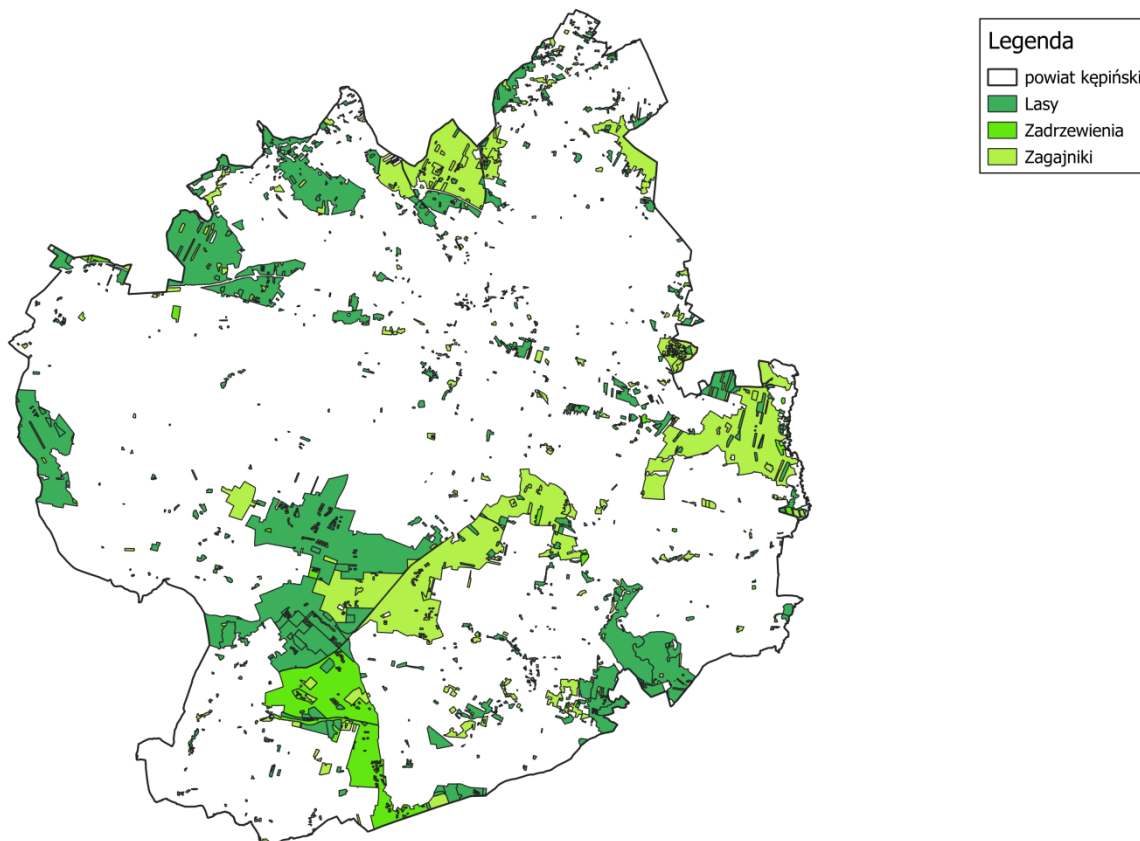 Legenda
powiat kępiński
Lasy
Zadrzewienia
Zagajniki